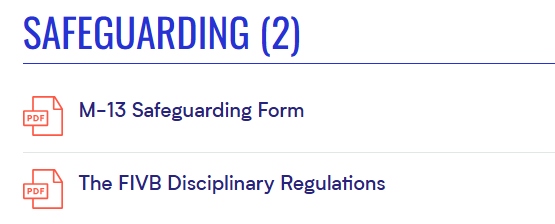 SAFEGUARDING (2)
PDF
M-13 Safeguarding Form
PDF
The FIVB Disciplinary Regulations